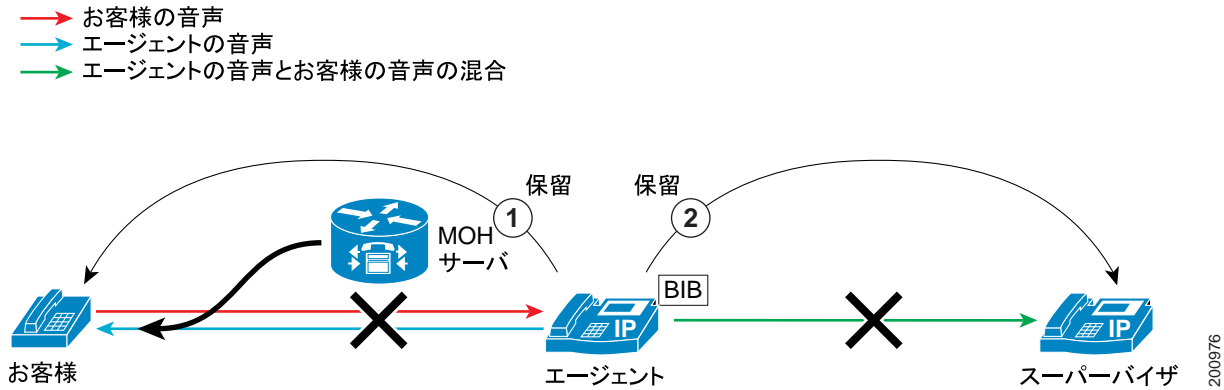 お客様の音声
エージェントの音声
エージェントの音声とお客様の音声の混合
保留
1
保留
2
MOH
サーバ
BIB
IP
IP
お客様
エージェント
スーパーバイザ
200976